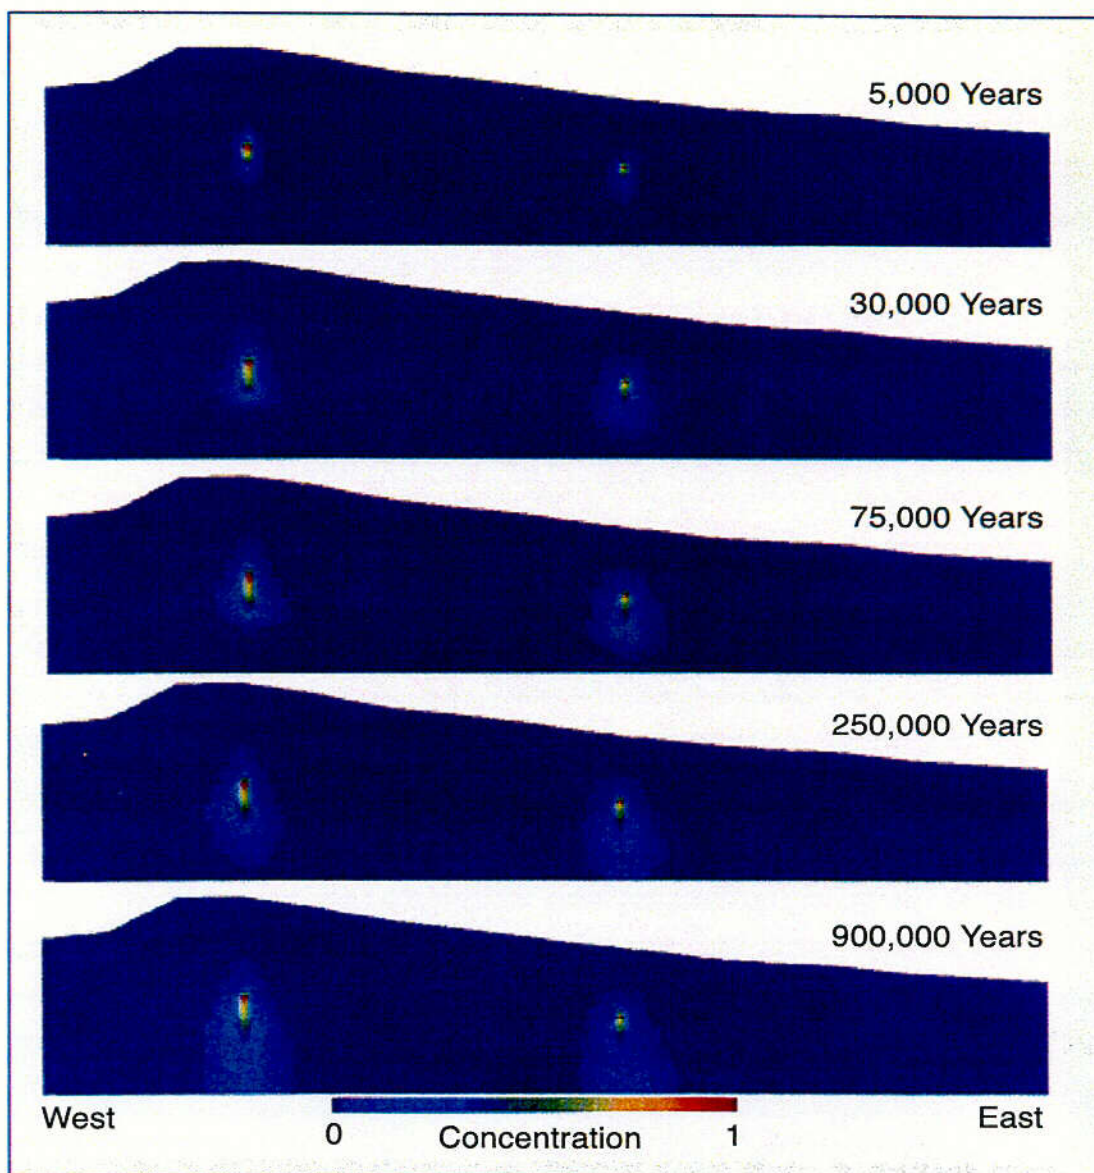 5,000 Years
30,000 Years
75,000 Years
250,000 Years
900,000 Years
West
East
0
1
Concentration